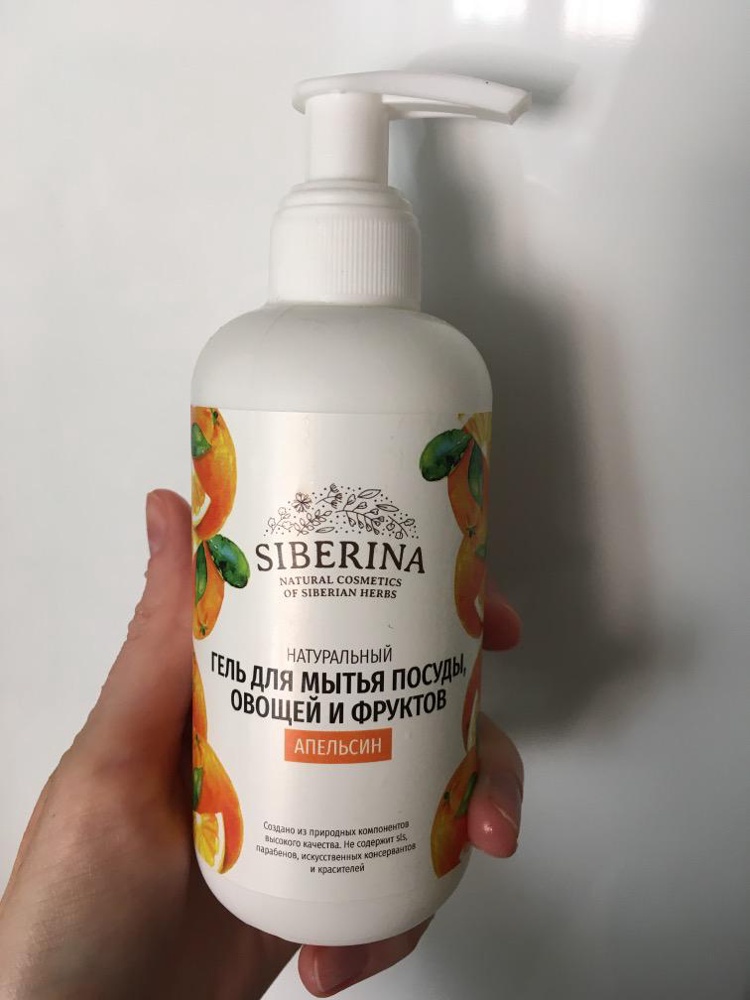 SIBERINA
NATURAL COSMETICS
OF SIBERIAN HERBS
НАТУРАЛЬНЫЙ
ГЕЛЬ ДЛЯ МЫТЬЯ ПОСУДЫ,
ОВОЩЕЙ И ФРУКТОВ
АПЕЛЬСИН
Создано из природных компонентов
высокого качества. Не содержит sls,
парабенов, искусственных консервантов
и красителей